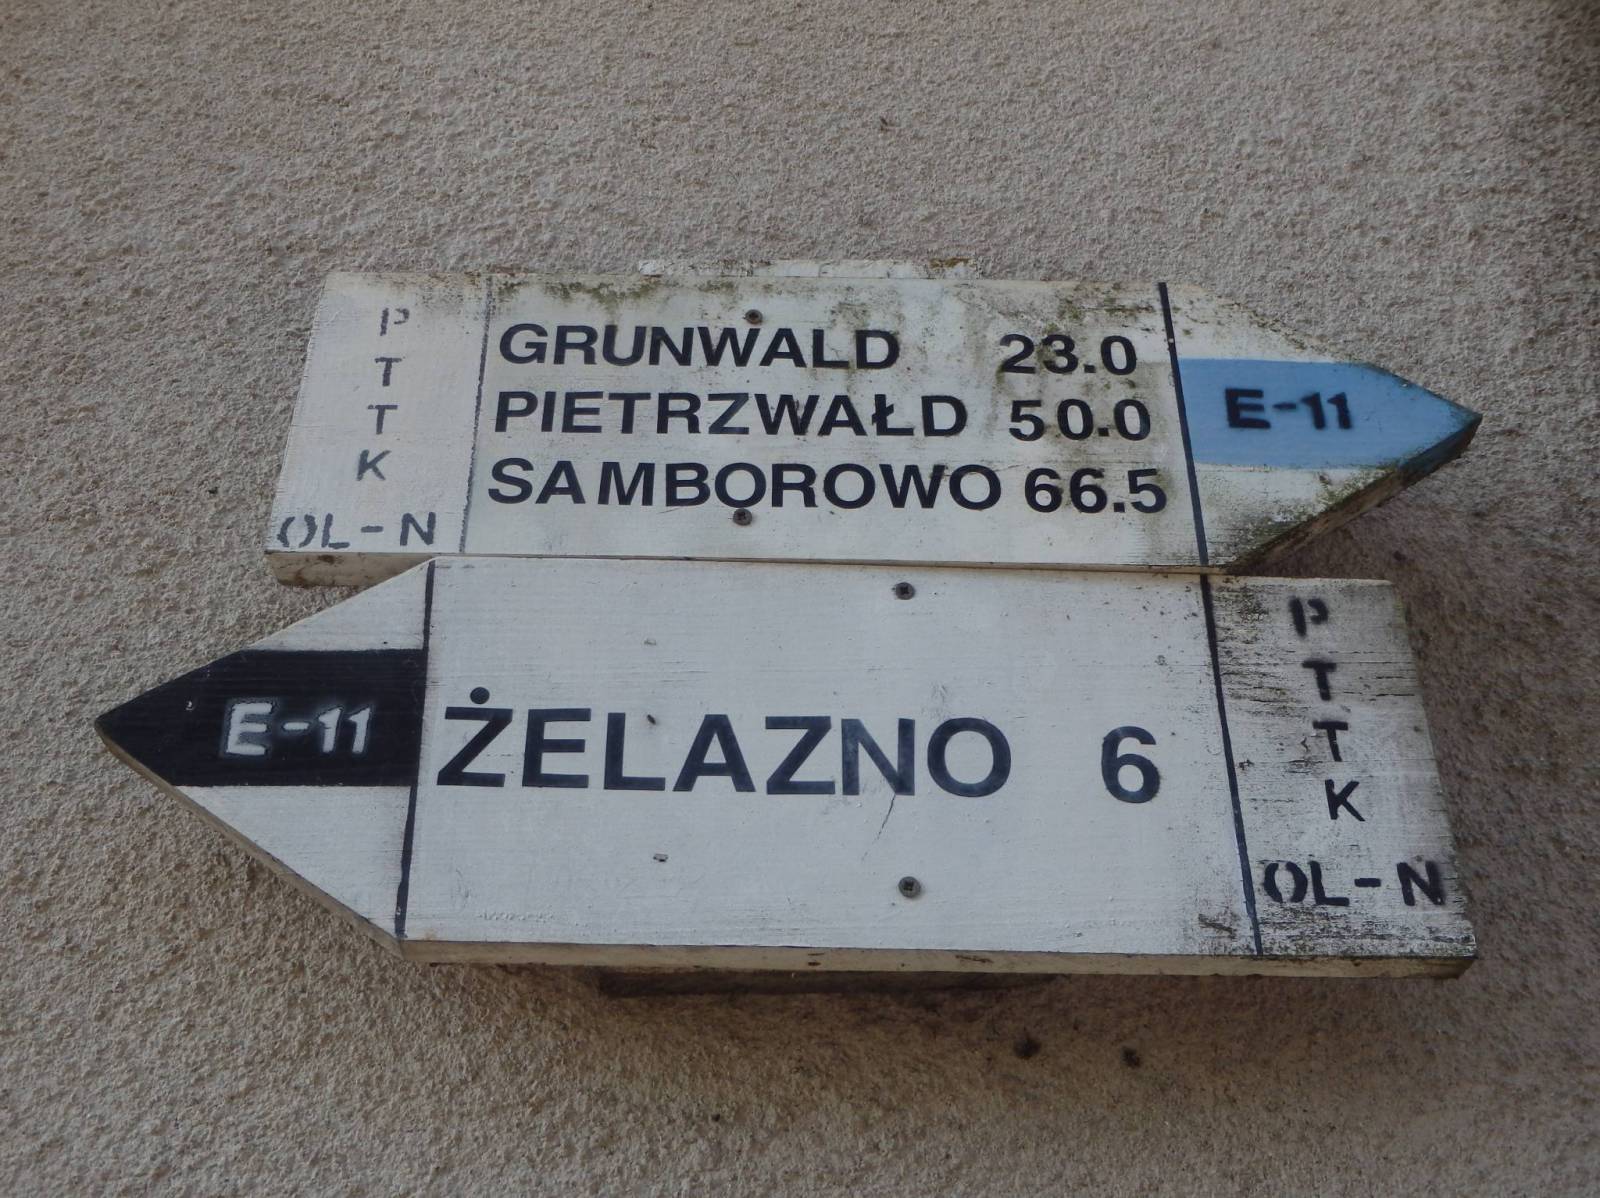 P
T
T
K
OL-N
GRUNWALD 23.0
PIETRZWAŁD 50.0
SAMBOROWO 66.5
E-11
E-11
ŻELAZNO 6
P
T
T
K
OL-N